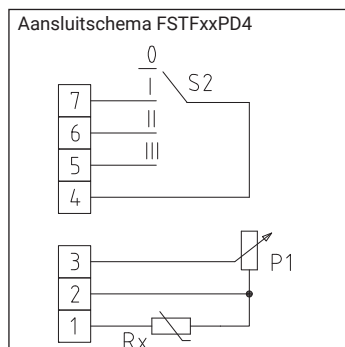 Aansluitschema FSTFxxPD4
0
I
S2
7
II
6
III
5
4
3
P1
2
1
Rx